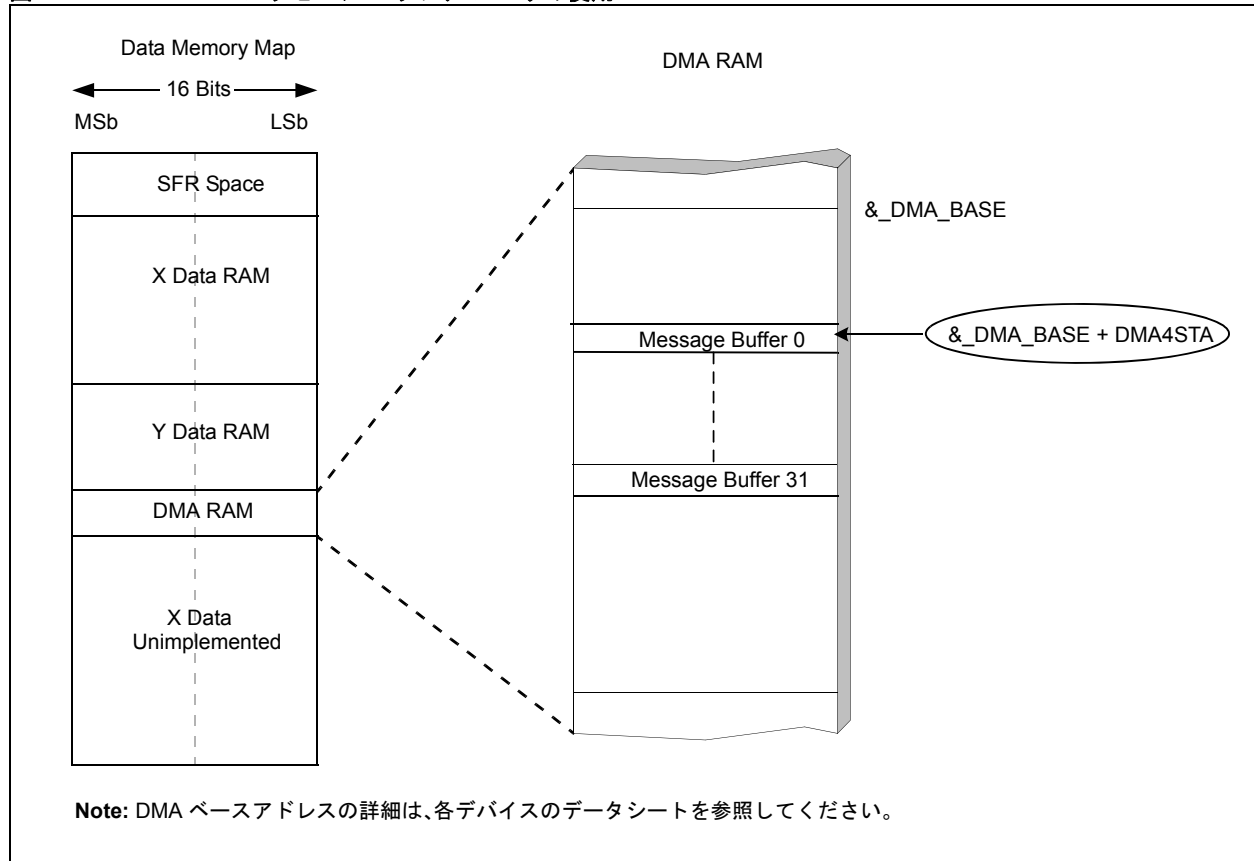 Data Memory Map
16 Bits
MSb LSb
SFR Space
X Data RAM
Y Data RAM
DMA RAM
X Data
Unimplemented
DMA RAM
&_DMA_BASE
Message Buffer 0
&_DMA_BASE + DMA4STA
Message Buffer 31
Note: DMA ベースアドレスの詳細は、各デバイスのデータシートを参照してください。